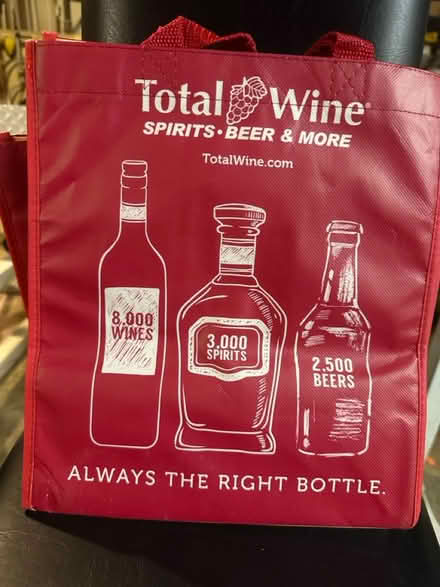 Total Wine®
SPIRITS • BEER & MORE
TotalWine.com
8,000
WINES
3,000
SPIRITS
2,500
BEERS
ALWAYS THE RIGHT BOTTLE.